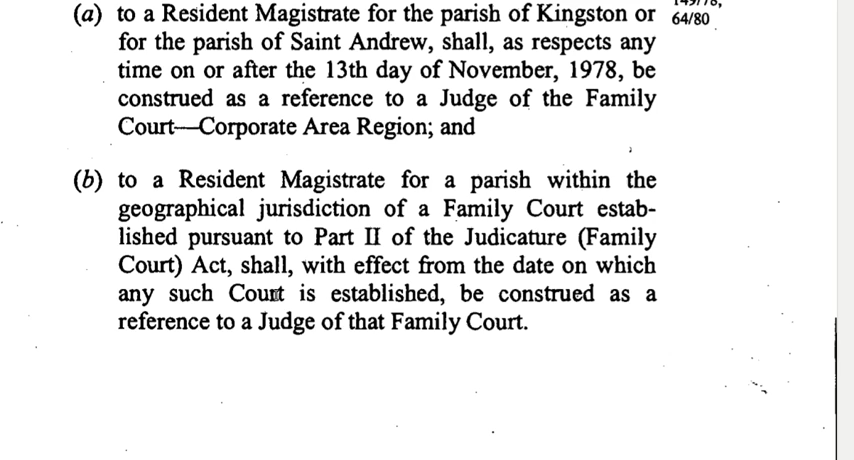 (a) to a Resident Magistrate for the parish of Kingston or
64/80
for the parish of Saint Andrew, shall, as respects any
time on or after the 13th day of November, 1978, be
construed as a reference to a Judge of the Family
Court—Corporate Area Region; and
(b) to a Resident Magistrate for a parish within the
geographical jurisdiction of a Family Court estab-
lished pursuant to Part II of the Judicature (Family
Court) Act, shall, with effect from the date on which
any such Court is established, be construed as a
reference to a Judge of that Family Court.